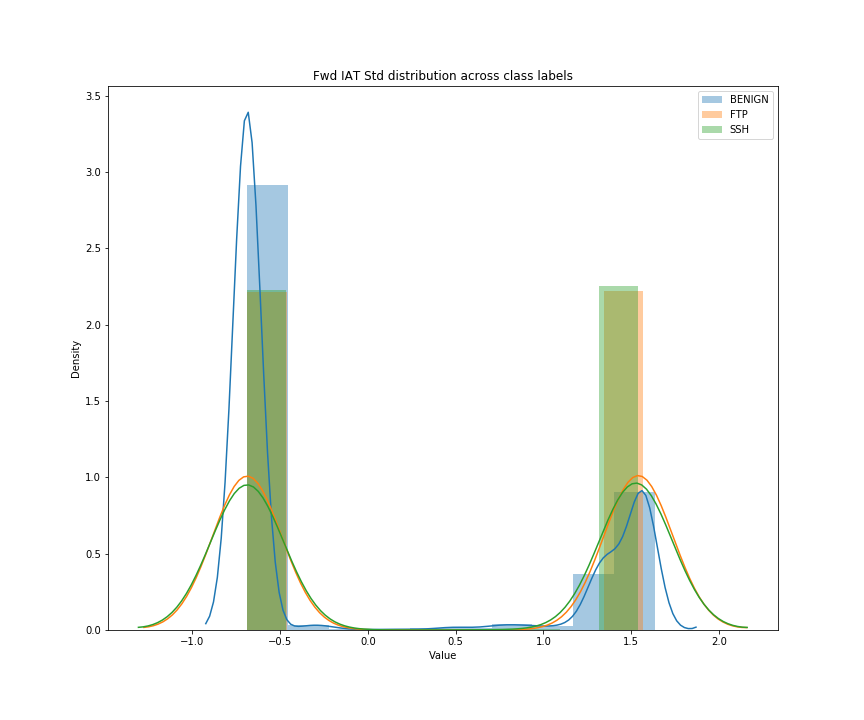 Fwd IAT Std distribution across class labels
BENIGN
FTP
SSH
3.5
3.0
2.5
2.0
1.5
1.0
0.5
0.0
Density
−1.0 −0.5 0.0 0.5 1.0 1.5 2.0
Value